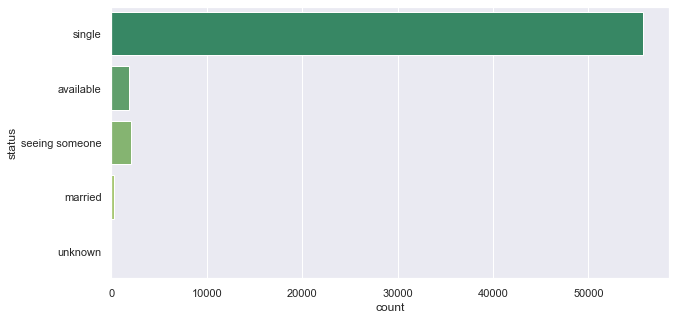 single
available
seeing someone
married
unknown
status
0 10000 20000 30000 40000 50000
count